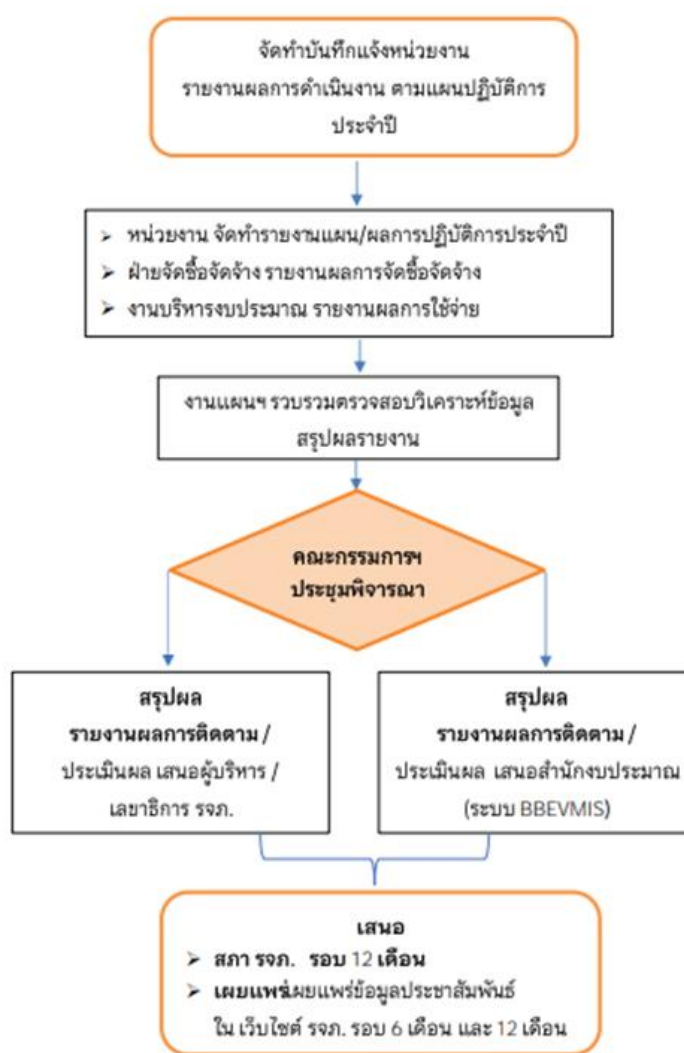 จัดทำบันทึกแจ้งหน่วยงาน
รายงานผลการดำเนินงาน ตามแผนปฏิบัติการ
ประจำปี
➢ หน่วยงาน จัดทำรายงานแผน/ผลการปฏิบัติการประจำปี
➢ ฝ่ายจัดซื้อจัดจ้าง รายงานผลการจัดซื้อจัดจ้าง
➢ งานบริหารงบประมาณ รายงานผลการใช้จ่าย
งานแผนฯ รวบรวมตรวจสอบวิเคราะห์ข้อมูล
สรุปผลรายงาน
คณะกรรมการฯ
ประชุมพิจารณา
สรุปผล
รายงานผลการติดตาม /
ประเมินผล เสนอผู้บริหาร /
เลขาธิการ รจภ.
สรุปผล
รายงานผลการติดตาม /
ประเมินผล เสนอสำนักงบประมาณ
(ระบบ BBEVMIS)
เสนอ
➢ สภา รจภ. รอบ 12 เดือน
➢ เผยแพร่เผยแพร่ข้อมูลประชาสัมพันธ์
ใน เว็บไซต์ รจภ. รอบ 6 เดือน และ 12 เดือน